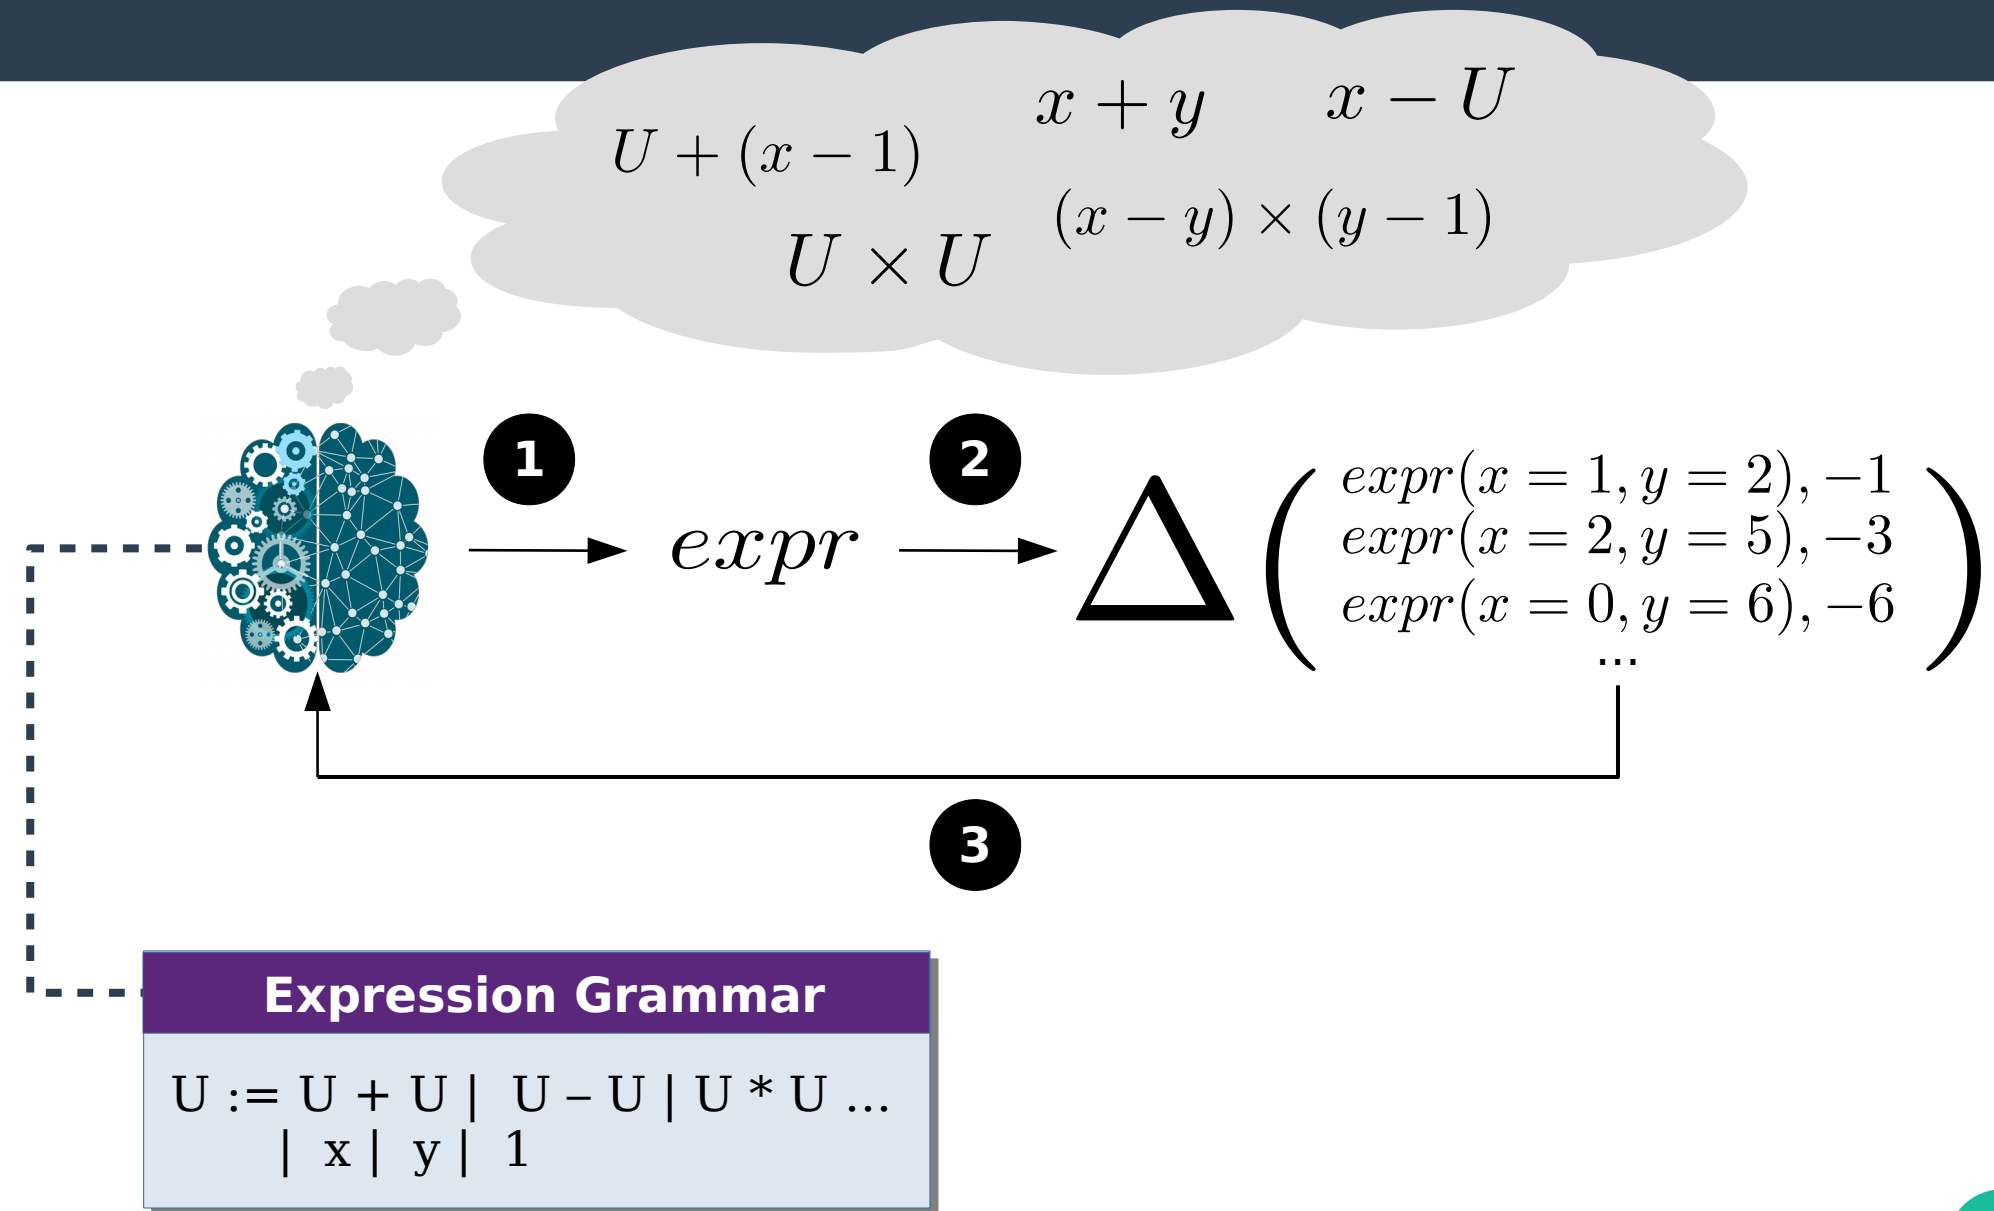 x + y
x − U
U + (x − 1)
(x − y) × (y − 1)
U × U
1
2
expr
Δ
( expr(x = 1, y = 2), −1
expr(x = 2, y = 5), −3
expr(x = 0, y = 6), −6
... )
3
Expression Grammar
U := U + U | U – U | U * U ...
| x | y | 1